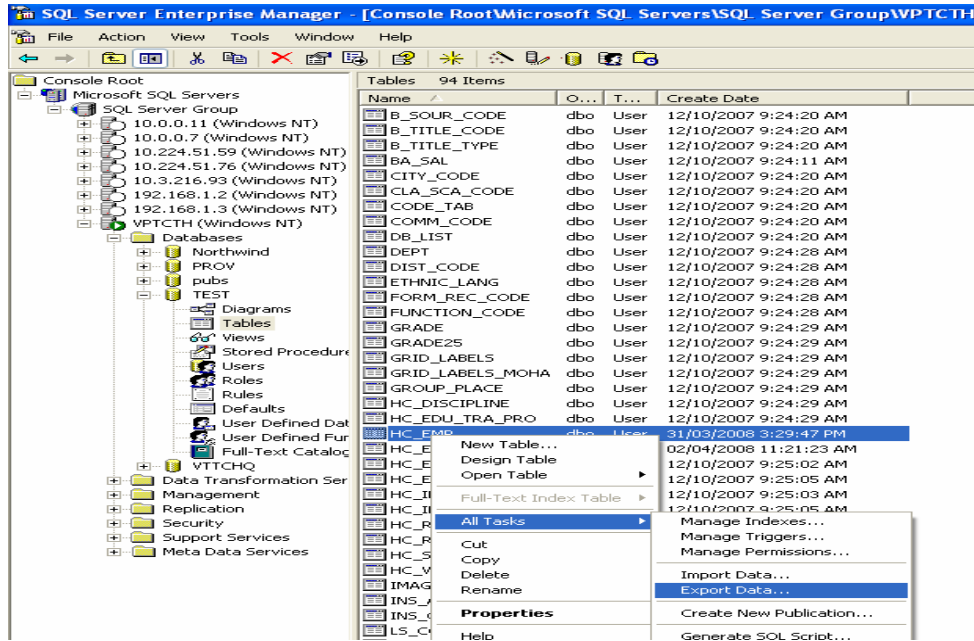 SQL Server Enterprise Manager - [Console Root\Microsoft SQL Servers\SQL Server Group\VPTCTH
File Action View Tools Window Help
Console Root
Microsoft SQL Servers
SQL Server Group
10.0.0.11 (Windows NT)
10.0.0.7 (Windows NT)
10.224.51.59 (Windows NT)
10.224.51.76 (Windows NT)
10.3.216.93 (Windows NT)
192.168.1.2 (Windows NT)
192.168.1.3 (Windows NT)
VPTCTH (Windows NT)
Databases
Northwind
PROV
pubs
TEST
Diagrams
Tables
Views
Stored Procedure
Users
Roles
Rules
Defaults
User Defined Dat
User Defined Fur
Full-Text Catalog
VTTCHQ
Data Transformation Ser
Management
Replication
Security
Support Services
Meta Data Services
Tables 94 Items
Name O... T... Create Date
B_SOUR_CODE dbo User 12/10/2007 9:24:20 AM
B_TITLE_CODE dbo User 12/10/2007 9:24:20 AM
B_TITLE_TYPE dbo User 12/10/2007 9:24:20 AM
BA_SAL dbo User 12/10/2007 9:24:11 AM
CITY_CODE dbo User 12/10/2007 9:24:20 AM
CLA_SCA_CODE dbo User 12/10/2007 9:24:20 AM
CODE_TAB dbo User 12/10/2007 9:24:20 AM
COMM_CODE dbo User 12/10/2007 9:24:20 AM
DB_LIST dbo User 12/10/2007 9:24:20 AM
DEPT dbo User 12/10/2007 9:24:28 AM
DIST_CODE dbo User 12/10/2007 9:24:28 AM
ETHNIC_LANG dbo User 12/10/2007 9:24:28 AM
FORM_REC_CODE dbo User 12/10/2007 9:24:28 AM
FUNCTION_CODE dbo User 12/10/2007 9:24:28 AM
GRADE dbo User 12/10/2007 9:24:29 AM
GRADE25 dbo User 12/10/2007 9:24:29 AM
GRID_LABELS dbo User 12/10/2007 9:24:29 AM
GRID_LABELS_MOHA dbo User 12/10/2007 9:24:29 AM
GROUP_PLACE dbo User 12/10/2007 9:24:29 AM
HC_DISCIPLINE dbo User 12/10/2007 9:24:29 AM
HC_EDU_TRA_PRO dbo User 12/10/2007 9:24:29 AM
HC_EMP dbo User 31/03/2008 3:29:47 PM
HC_E 02/04/2008 11:21:23 AM
HC_E 12/10/2007 9:25:02 AM
HC_E 12/10/2007 9:25:05 AM
HC_I 12/10/2007 9:25:03 AM
HC_I 12/10/2007 9:25:05 AM
HC_R
HC_R
HC_S
HC_V
IMAG
INS_
INS_
LS_C
New Table...
Design Table
Open Table
Full-Text Index Table
All Tasks
Cut
Copy
Delete
Rename
Properties
Help
Manage Indexes...
Manage Triggers...
Manage Permissions...
Import Data...
Export Data...
Create New Publication...
Generate SQL Script...